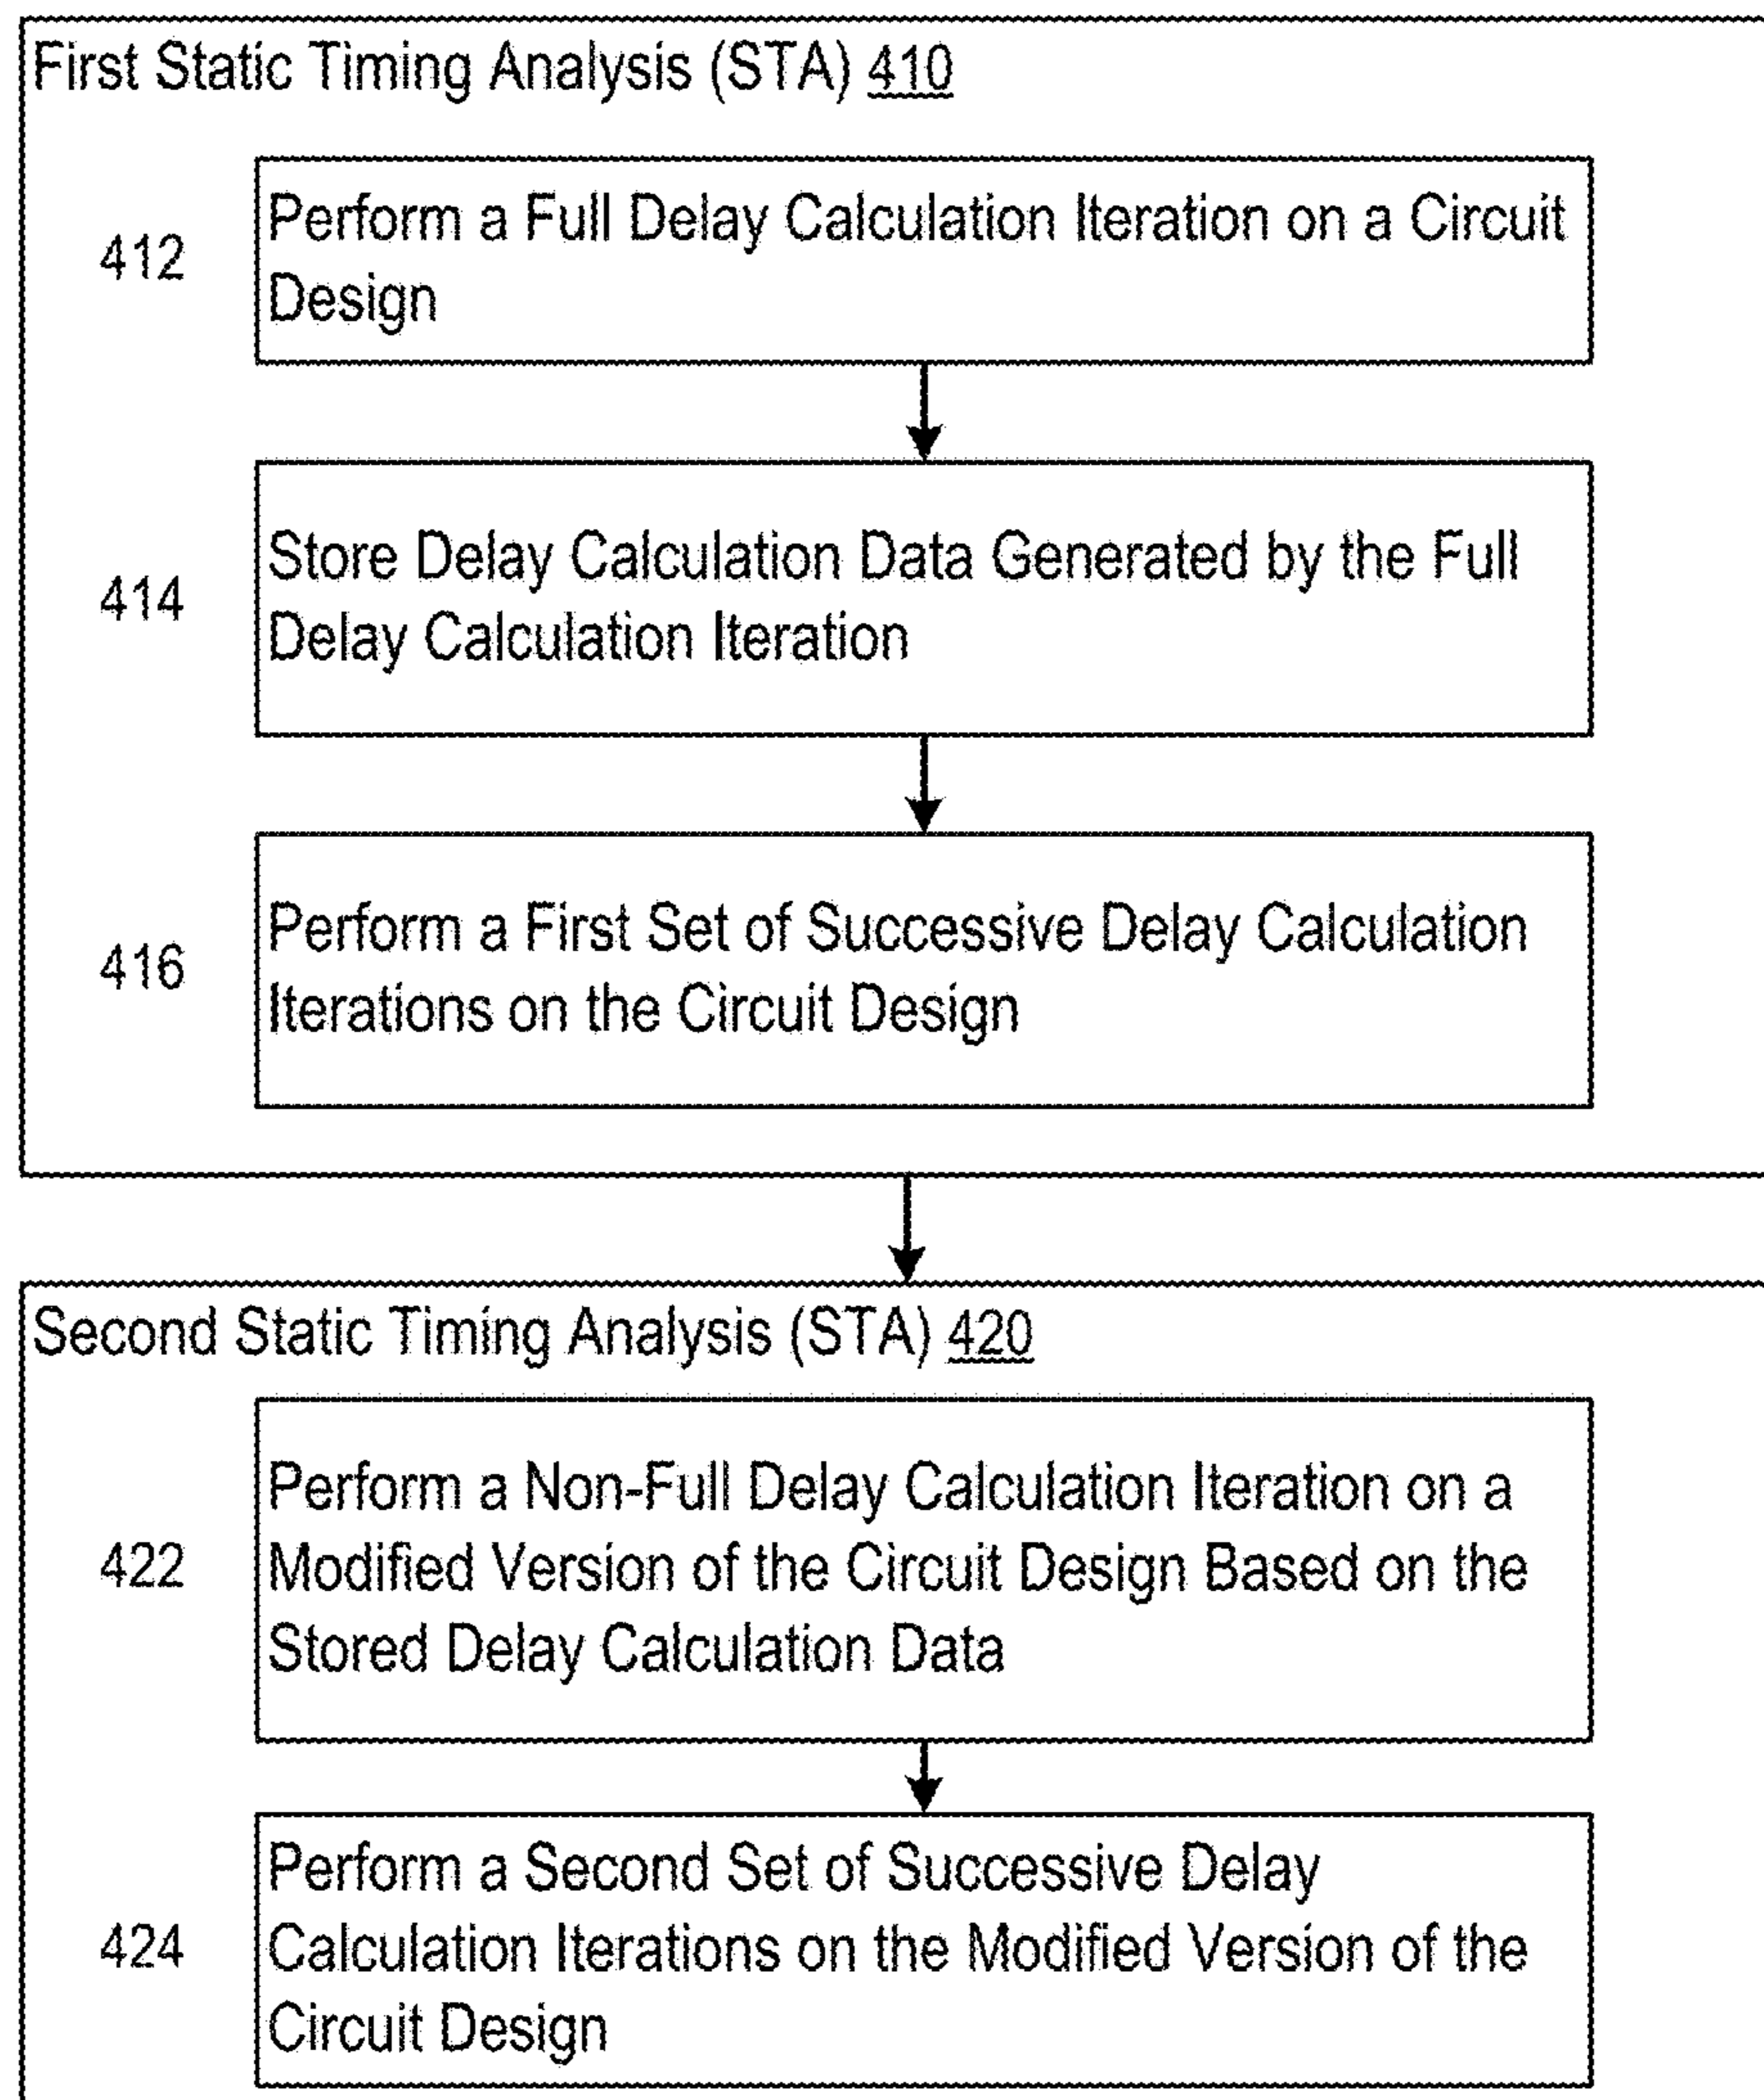 First Static Timing Analysis (STA) 410
412
Perform a Full Delay Calculation Iteration on a Circuit
Design
414
Store Delay Calculation Data Generated by the Full
Delay Calculation Iteration
416
Perform a First Set of Successive Delay Calculation
Iterations on the Circuit Design
Second Static Timing Analysis (STA) 420
422
Perform a Non-Full Delay Calculation Iteration on a
Modified Version of the Circuit Design Based on the
Stored Delay Calculation Data
424
Perform a Second Set of Successive Delay
Calculation Iterations on the Modified Version of the
Circuit Design